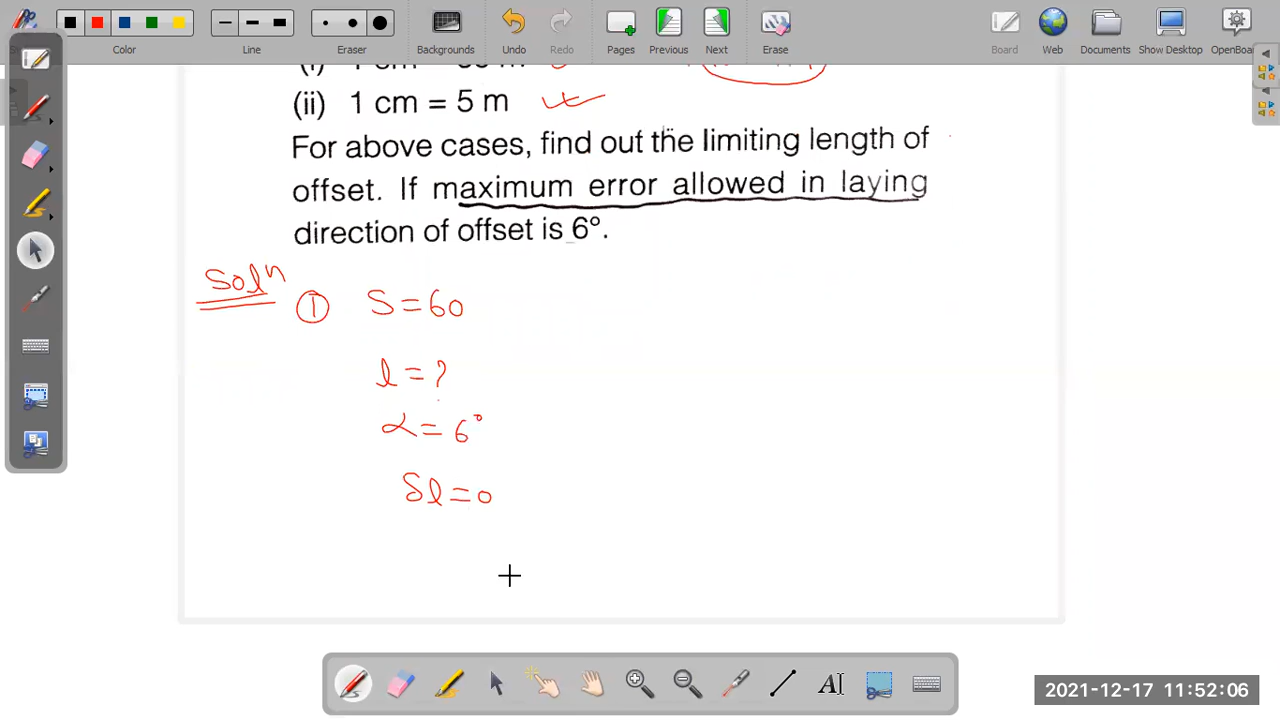 Color
Line
Eraser
Backgrounds
Undo
Redo
Pages
Previous
Next
Erase
Board
Web
Documents
Show Desktop
OpenBoa
(ii) 1 cm = 5 m
For above cases, find out the limiting length of
offset. If maximum error allowed in laying
direction of offset is 6°.
Solⁿ ① S=60
l=?
α=6°
δl=0
AI
2021-12-17 11:52:06